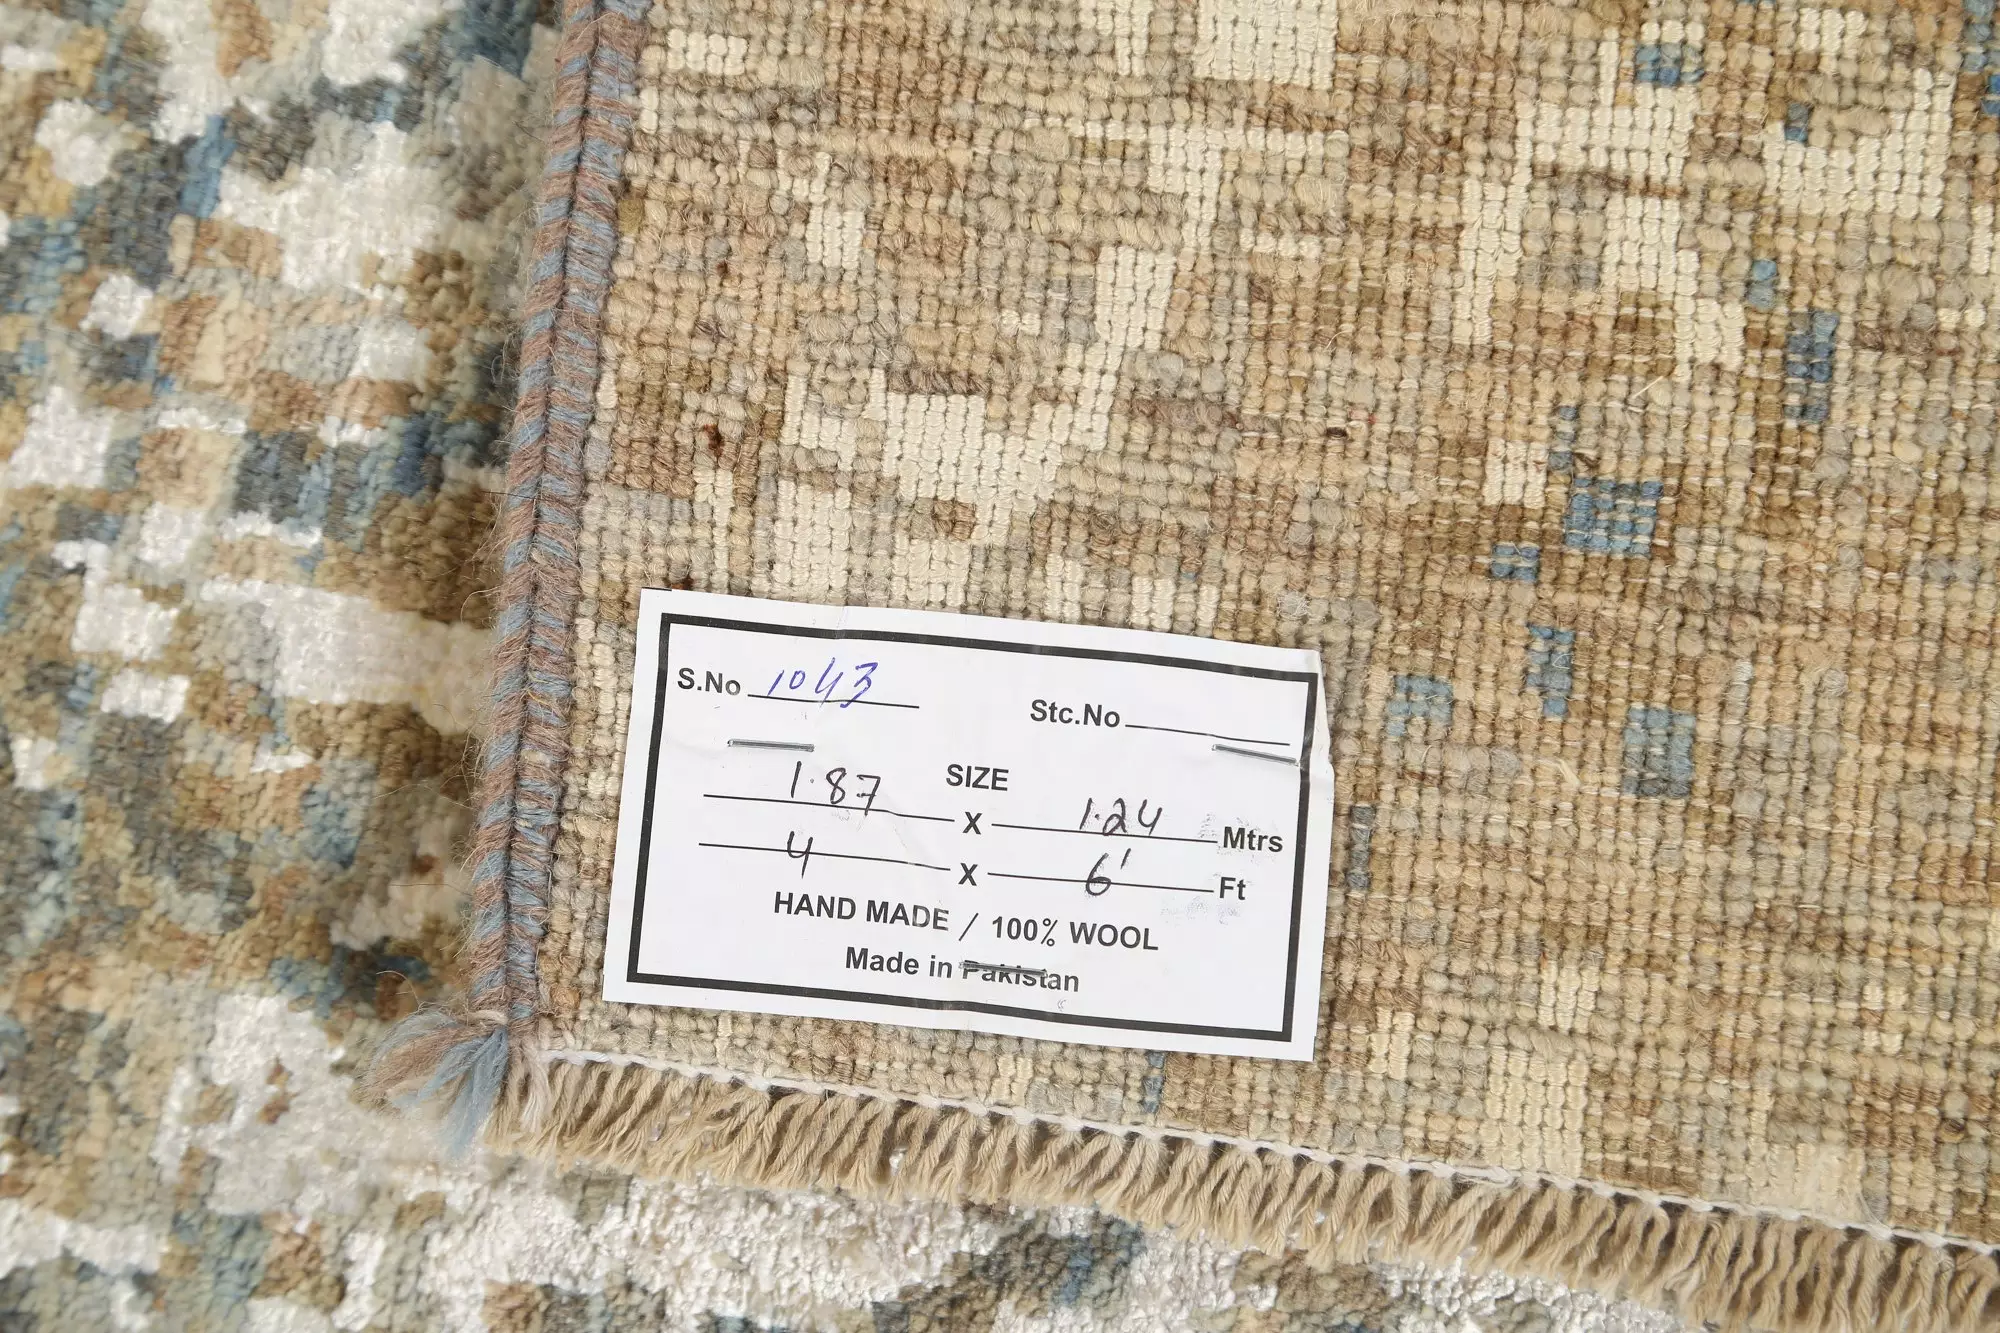 S.No 1043 Stc.No
SIZE
1.87 X 1.24 Mtrs
4 X 6' Ft
HAND MADE / 100% WOOL
Made in Pakistan